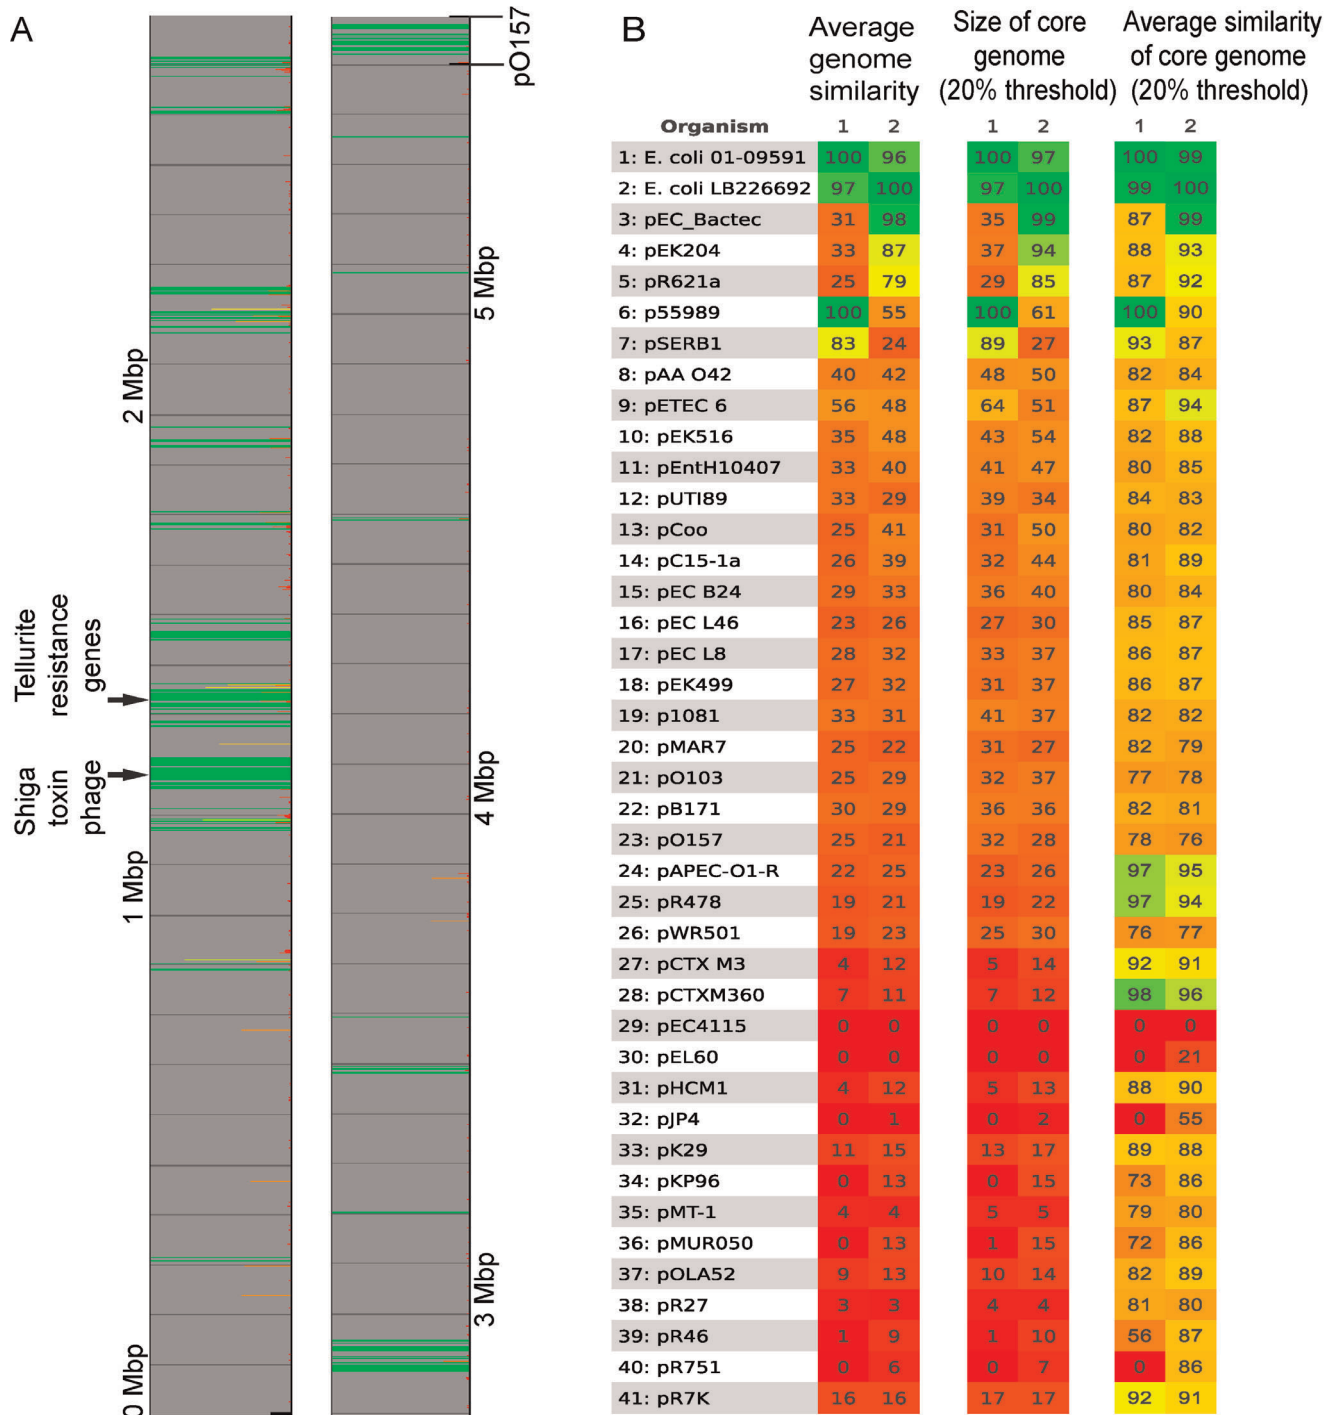 A
pO157
2 Mbp
1 Mbp
0 Mbp
5 Mbp
4 Mbp
3 Mbp
Tellurite
resistance
genes
Shiga
toxin
phage
B
Average
genome
similarity
Size of core
genome
(20% threshold)
Average similarity
of core genome
(20% threshold)
Organism 1 2 1 2 1 2
1: E. coli 01-09591 100 96 100 97 100 99
2: E. coli LB226692 97 100 97 100 99 100
3: pEC_Bactec 31 98 35 99 87 99
4: pEK204 33 87 37 94 88 93
5: pR621a 25 79 29 85 87 92
6: p55989 100 55 100 61 100 90
7: pSERB1 83 24 89 27 93 87
8: pAA O42 40 42 48 50 82 84
9: pETEC 6 56 48 64 51 87 94
10: pEK516 35 48 43 54 82 88
11: pEntH10407 33 40 41 47 80 85
12: pUTI89 33 29 39 34 84 83
13: pCoo 25 41 31 50 80 82
14: pC15-1a 26 39 32 44 81 89
15: pEC B24 29 33 36 40 80 84
16: pEC L46 23 26 27 30 85 87
17: pEC L8 28 32 33 37 86 87
18: pEK499 27 32 31 37 86 87
19: p1081 33 31 41 37 82 82
20: pMAR7 25 22 31 27 82 79
21: pO103 25 29 32 37 77 78
22: pB171 30 29 36 36 82 81
23: pO157 25 21 32 28 78 76
24: pAPEC-O1-R 22 25 23 26 97 95
25: pR478 19 21 19 22 97 94
26: pWR501 19 23 25 30 76 77
27: pCTX M3 4 12 5 14 92 91
28: pCTXM360 7 11 7 12 98 96
29: pEC4115 0 0 0 0 0 0
30: pEL60 0 0 0 0 0 21
31: pHCM1 4 12 5 13 88 90
32: pJP4 0 1 0 2 0 55
33: pK29 11 15 13 17 89 88
34: pKP96 0 13 0 15 73 86
35: pMT-1 4 4 5 5 79 80
36: pMUR050 0 13 1 15 72 86
37: pOLA52 9 13 10 14 82 89
38: pR27 3 3 4 4 81 80
39: pR46 1 9 1 10 56 87
40: pR751 0 6 0 7 0 86
41: pR7K 16 16 17 17 92 91